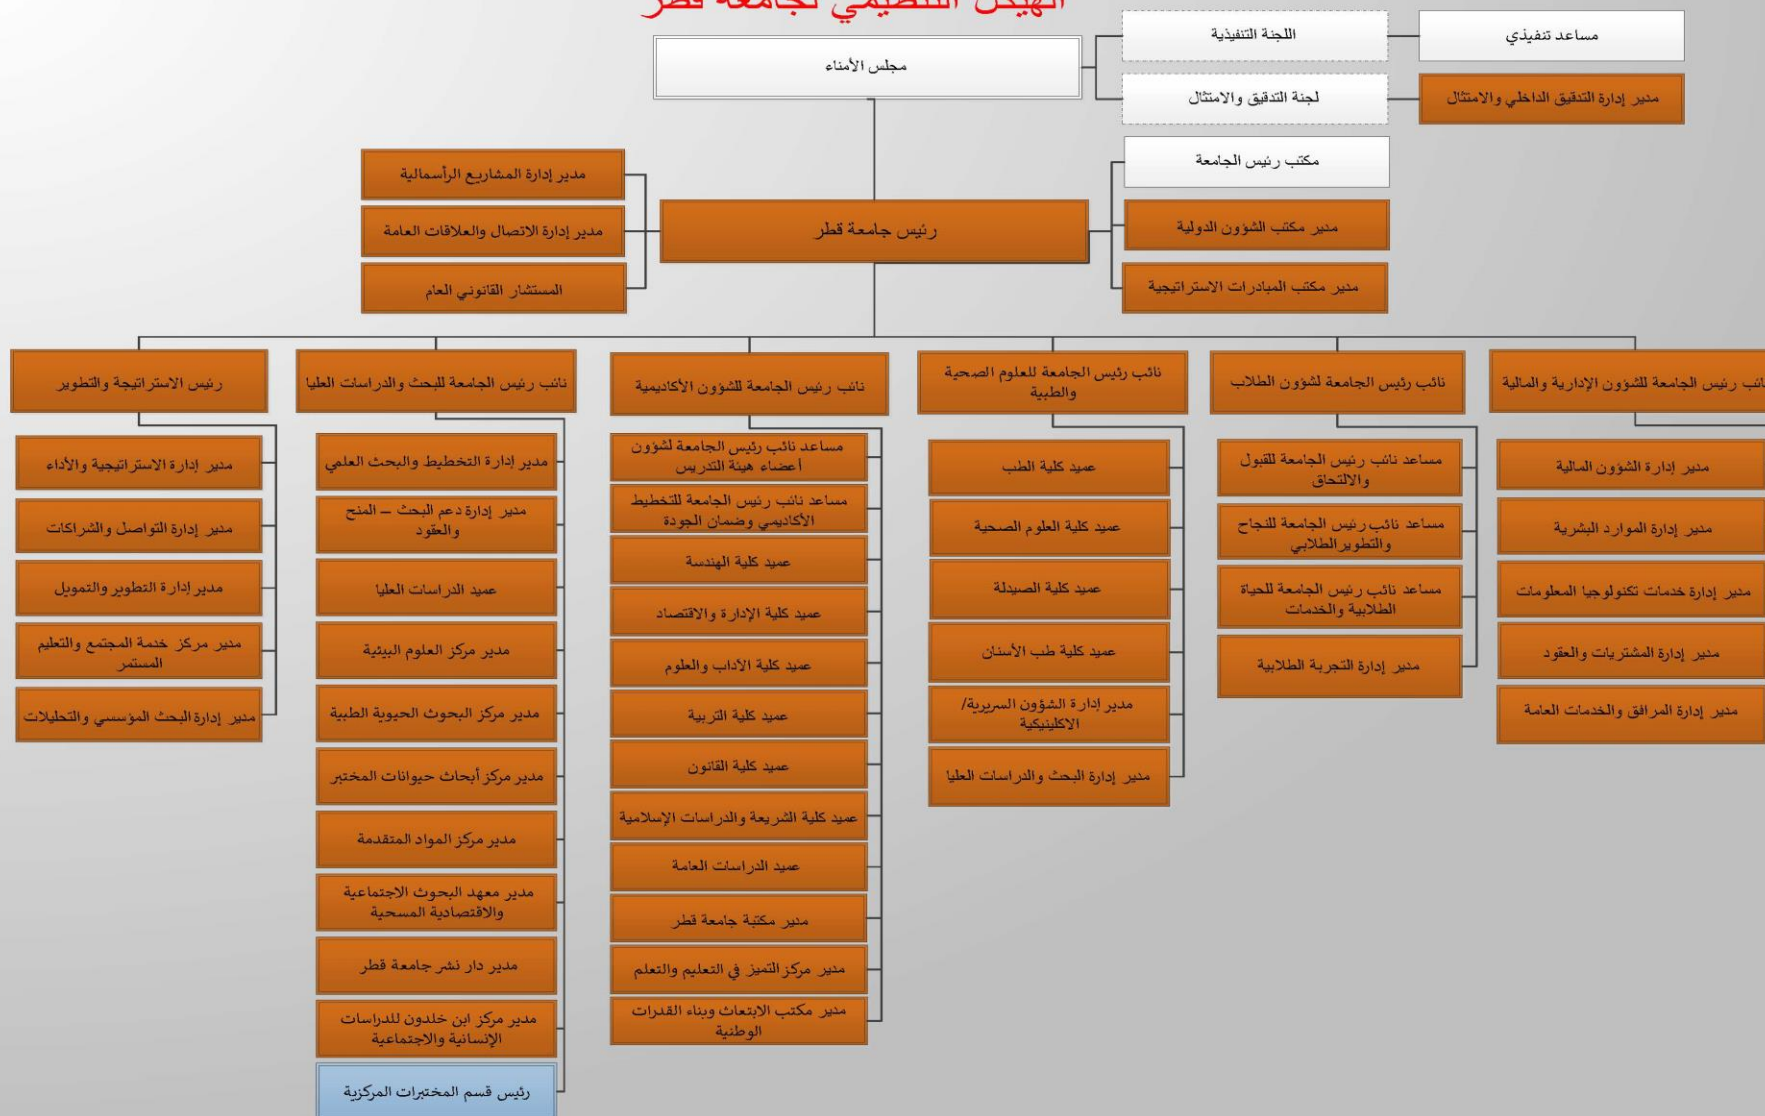 الهيكل التنظيمي لجامعة قطر
مجلس الأمناء
اللجنة التنفيذية
مساعد تنفيذي
لجنة التدقيق والامتثال
مدير إدارة التدقيق الداخلي والامتثال
مكتب رئيس الجامعة
مدير مكتب الشؤون الدولية
مدير مكتب المبادرات الاستراتيجية
رئيس جامعة قطر
مدير إدارة المشاريع الرأسمالية
مدير إدارة الاتصال والعلاقات العامة
المستشار القانوني العام
نائب رئيس الجامعة للشؤون الإدارية والمالية
مدير إدارة الشؤون المالية
مدير إدارة الموارد البشرية
مدير إدارة خدمات تكنولوجيا المعلومات
مدير إدارة المشتريات والعقود
مدير إدارة المرافق والخدمات العامة
نائب رئيس الجامعة لشؤون الطلاب
مساعد نائب رئيس الجامعة للقبول
والالتحاق
مساعد نائب رئيس الجامعة للنجاح
والتطوير الطلابي
مساعد نائب رئيس الجامعة للحياة
الطلابية والخدمات
مدير إدارة التجربة الطلابية
نائب رئيس الجامعة للعلوم الصحية
والطبية
عميد كلية الطب
عميد كلية العلوم الصحية
عميد كلية الصيدلة
عميد كلية طب الأسنان
مدير إدارة الشؤون السريرية/
الاكلينيكية
مدير إدارة البحث والدراسات العليا
نائب رئيس الجامعة للشؤون الأكاديمية
مساعد نائب رئيس الجامعة لشؤون
أعضاء هيئة التدريس
مساعد نائب رئيس الجامعة للتخطيط
الأكاديمي وضمان الجودة
عميد كلية الهندسة
عميد كلية الإدارة والاقتصاد
عميد كلية الآداب والعلوم
عميد كلية التربية
عميد كلية القانون
عميد كلية الشريعة والدراسات الإسلامية
عميد الدراسات العامة
مدير مكتبة جامعة قطر
مدير مركز التميز في التعليم والتعلم
مدير مكتب الابتعاث وبناء القدرات
الوطنية
نائب رئيس الجامعة للبحث والدراسات العليا
مدير إدارة التخطيط والبحث العلمي
مدير إدارة دعم البحث – المنح
والعقود
عميد الدراسات العليا
مدير مركز العلوم البيئية
مدير مركز البحوث الحيوية الطبية
مدير مركز أبحاث حيوانات المختبر
مدير مركز المواد المتقدمة
مدير معهد البحوث الاجتماعية
والاقتصادية المسحية
مدير دار نشر جامعة قطر
مدير مركز ابن خلدون للدراسات
الإنسانية والاجتماعية
رئيس قسم المختبرات المركزية
رئيس الاستراتيجة والتطوير
مدير إدارة الاستراتيجية والأداء
مدير إدارة التواصل والشراكات
مدير إدارة التطوير والتمويل
مدير مركز خدمة المجتمع والتعليم
المستمر
مدير إدارة البحث المؤسسي والتحليلات